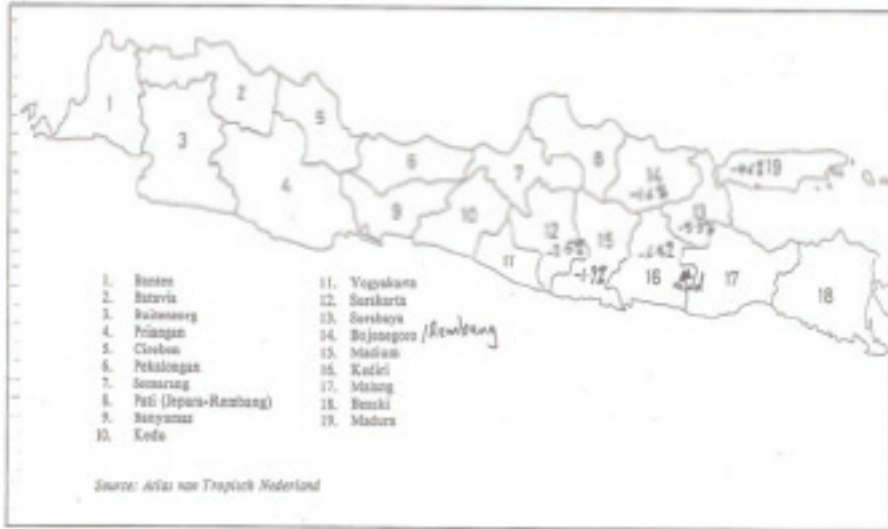 1
2
3
4
5
6
7
8
9
10
11
12
13
14
15
16
17
18
19
1. Banten
2. Batavia
3. Buitenzorg
4. Priangan
5. Cirebon
6. Pekalongan
7. Semarang
8. Pati (Jepara-Rembang)
9. Banyumas
10. Kedu
11. Yogyakarta
12. Surakarta
13. Surabaya
14. Bojonegoro / Rembang
15. Madiun
16. Kediri
17. Malang
18. Besuki
19. Madura
Source: Atlas van Tropisch Nederland